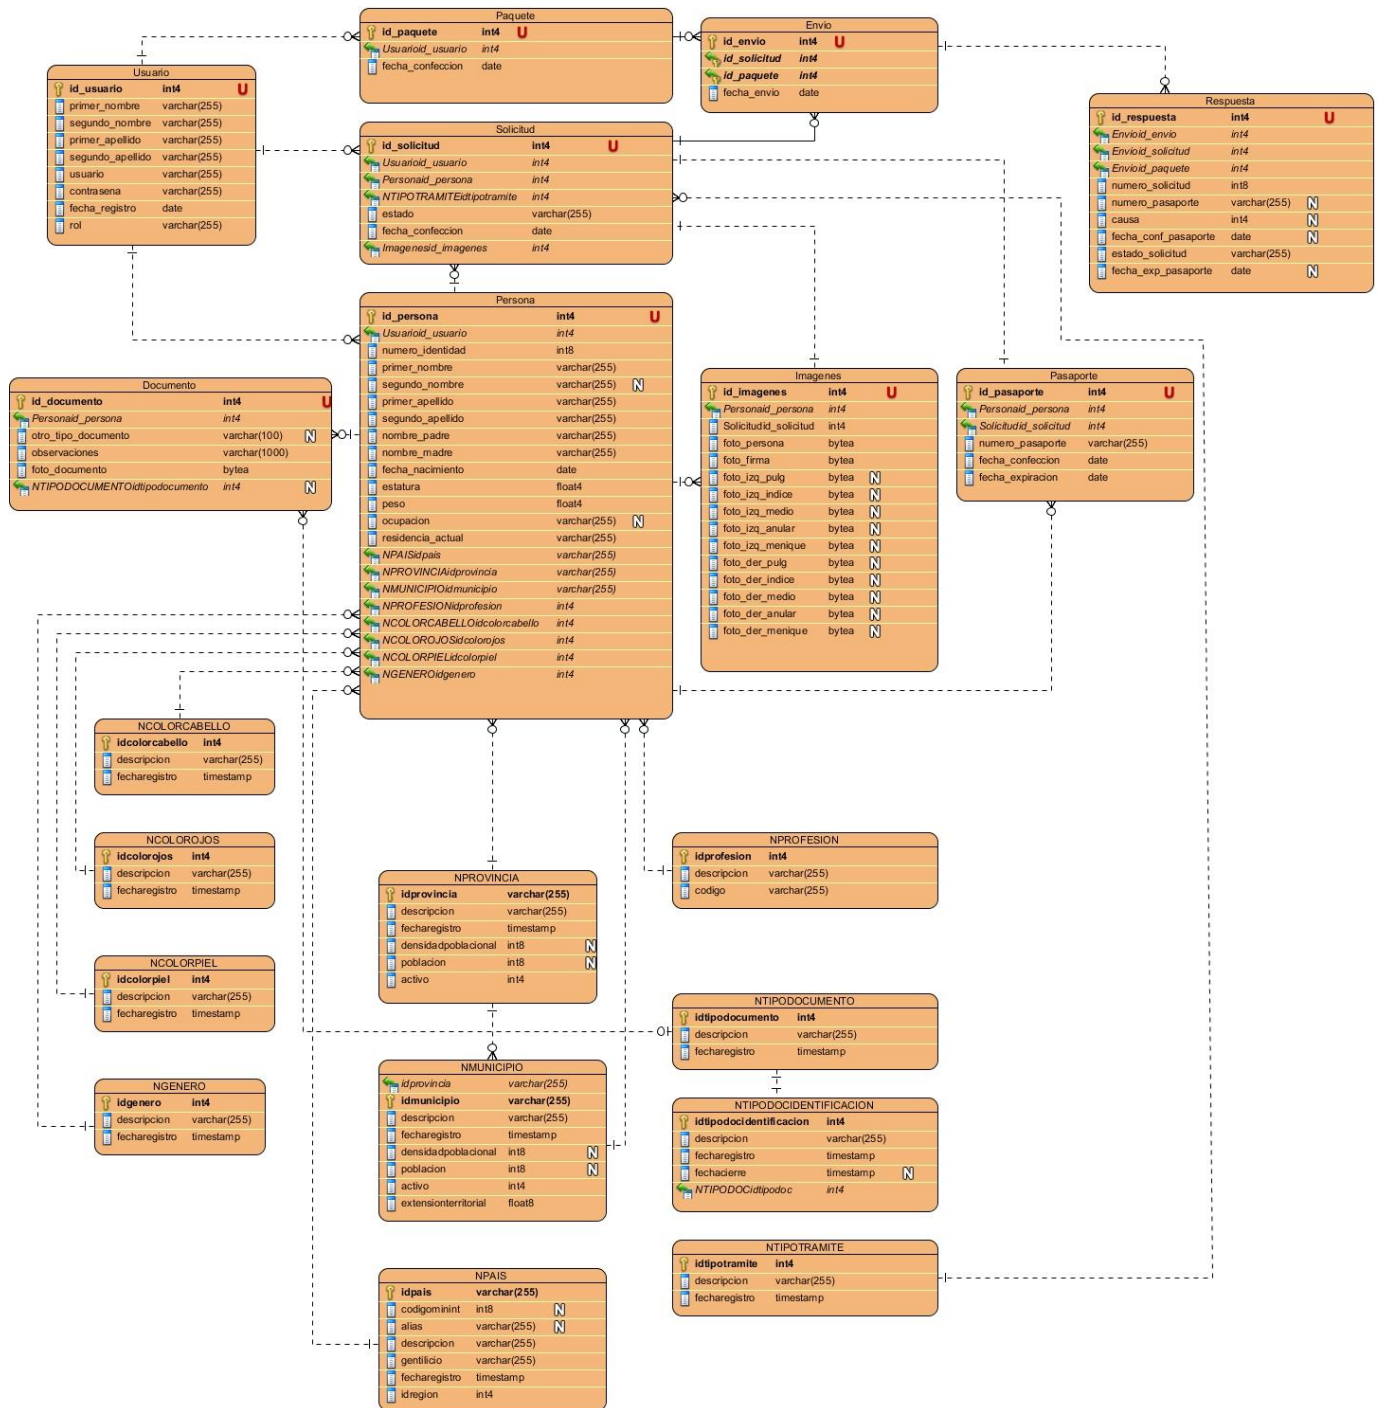 Paquete
id_paquete int4 U
Usuarioid_usuario int4
fecha_confeccion date
Envio
id_envio int4 U
id_solicitud int4
id_paquete int4
fecha_envio date
Usuario
id_usuario int4 U
primer_nombre varchar(255)
segundo_nombre varchar(255)
primer_apellido varchar(255)
segundo_apellido varchar(255)
usuario varchar(255)
contrasena varchar(255)
fecha_registro date
rol varchar(255)
Respuesta
id_respuesta int4 U
Envioid_envio int4
Envioid_solicitud int4
Envioid_paquete int4
numero_solicitud int8
numero_pasaporte varchar(255) N
causa int4 N
fecha_conf_pasaporte date N
estado_solicitud varchar(255)
fecha_exp_pasaporte date N
Solicitud
id_solicitud int4 U
Usuarioid_usuario int4
Personaid_persona int4
NTIPOTRAMITEidtipotramite int4
estado varchar(255)
fecha_confeccion date
Imagenesid_imagenes int4
Persona
id_persona int4 U
Usuarioid_usuario int4
numero_identidad int8
primer_nombre varchar(255)
segundo_nombre varchar(255) N
primer_apellido varchar(255)
segundo_apellido varchar(255)
nombre_padre varchar(255)
nombre_madre varchar(255)
fecha_nacimiento date
estatura float4
peso float4
ocupacion varchar(255) N
residencia_actual varchar(255)
NPAISidpais varchar(255)
NPROVINCIAidprovincia varchar(255)
NMUNICIPIOidmunicipio varchar(255)
NPROFESIONidprofesion int4
NCOLORCABELLOidcolorcabello int4
NCOLOROJOSidcolorojos int4
NCOLORPIELidcolorpiel int4
NGENEROidgenero int4
Documento
id_documento int4 U
Personaid_persona int4
otro_tipo_documento varchar(100) N
observaciones varchar(1000)
foto_documento bytea
NTIPODOCUMENTOidtipodocumento int4 N
Imagenes
id_imagenes int4 U
Personaid_persona int4
Solicitudid_solicitud int4
foto_persona bytea
foto_firma bytea
foto_izq_pulg bytea N
foto_izq_indice bytea N
foto_izq_medio bytea N
foto_izq_anular bytea N
foto_izq_menique bytea N
foto_der_pulg bytea N
foto_der_indice bytea N
foto_der_medio bytea N
foto_der_anular bytea N
foto_der_menique bytea N
Pasaporte
id_pasaporte int4 U
Personaid_persona int4
Solicitudid_solicitud int4
numero_pasaporte varchar(255)
fecha_confeccion date
fecha_expiracion date
NCOLORCABELLO
idcolorcabello int4
descripcion varchar(255)
fecharegistro timestamp
NCOLOROJOS
idcolorojos int4
descripcion varchar(255)
fecharegistro timestamp
NPROFESION
idprofesion int4
descripcion varchar(255)
codigo varchar(255)
NPROVINCIA
idprovincia varchar(255)
descripcion varchar(255)
fecharegistro timestamp
densidadpoblacional int8 N
poblacion int8 N
activo int4
NCOLORPIEL
idcolorpiel int4
descripcion varchar(255)
fecharegistro timestamp
NTIPODOCUMENTO
idtipodocumento int4
descripcion varchar(255)
fecharegistro timestamp
NMUNICIPIO
idprovincia varchar(255)
idmunicipio varchar(255)
descripcion varchar(255)
fecharegistro timestamp
densidadpoblacional int8 N
poblacion int8 N
activo int4
extensionterritorial float8
NGENERO
idgenero int4
descripcion varchar(255)
fecharegistro timestamp
NTIPODOCIDENTIFICACION
idtipodocidentificacion int4
descripcion varchar(255)
fecharegistro timestamp
fechacierre timestamp N
NTIPODOCidtipodoc int4
NTIPOTRAMITE
idtipotramite int4
descripcion varchar(255)
fecharegistro timestamp
NPAIS
idpais varchar(255)
codigominint int8 N
alias varchar(255) N
descripcion varchar(255)
gentilicio varchar(255)
fecharegistro timestamp
idregion int4